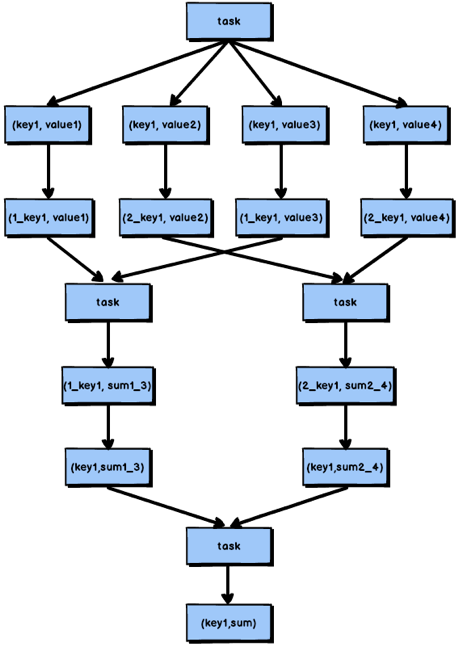 task
(key1, value1)
(key1, value2)
(key1, value3)
(key1, value4)
(1_key1, value1)
(2_key1, value2)
(1_key1, value3)
(2_key1, value4)
task
task
(1_key1, sum1_3)
(2_key1, sum2_4)
(key1,sum1_3)
(key1,sum2_4)
task
(key1,sum)